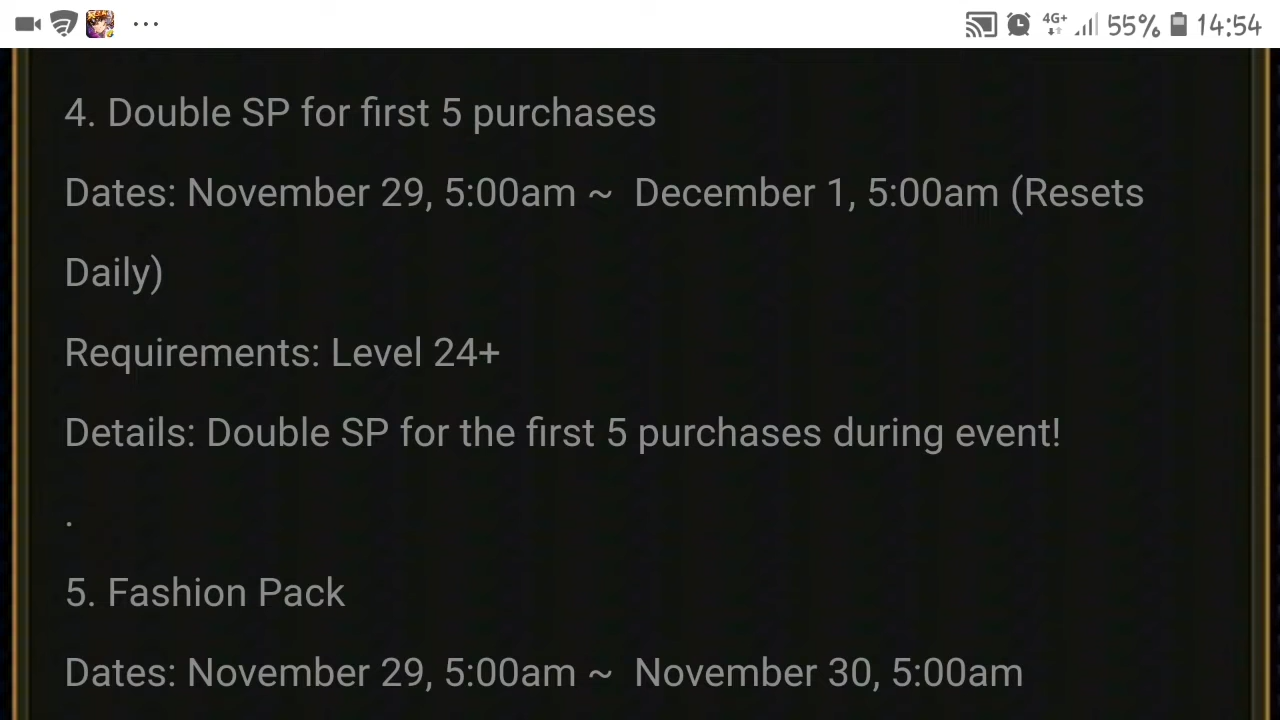 4G+ 55% 14:54
4. Double SP for first 5 purchases
Dates: November 29, 5:00am ~ December 1, 5:00am (Resets
Daily)
Requirements: Level 24+
Details: Double SP for the first 5 purchases during event!
.
5. Fashion Pack
Dates: November 29, 5:00am ~ November 30, 5:00am